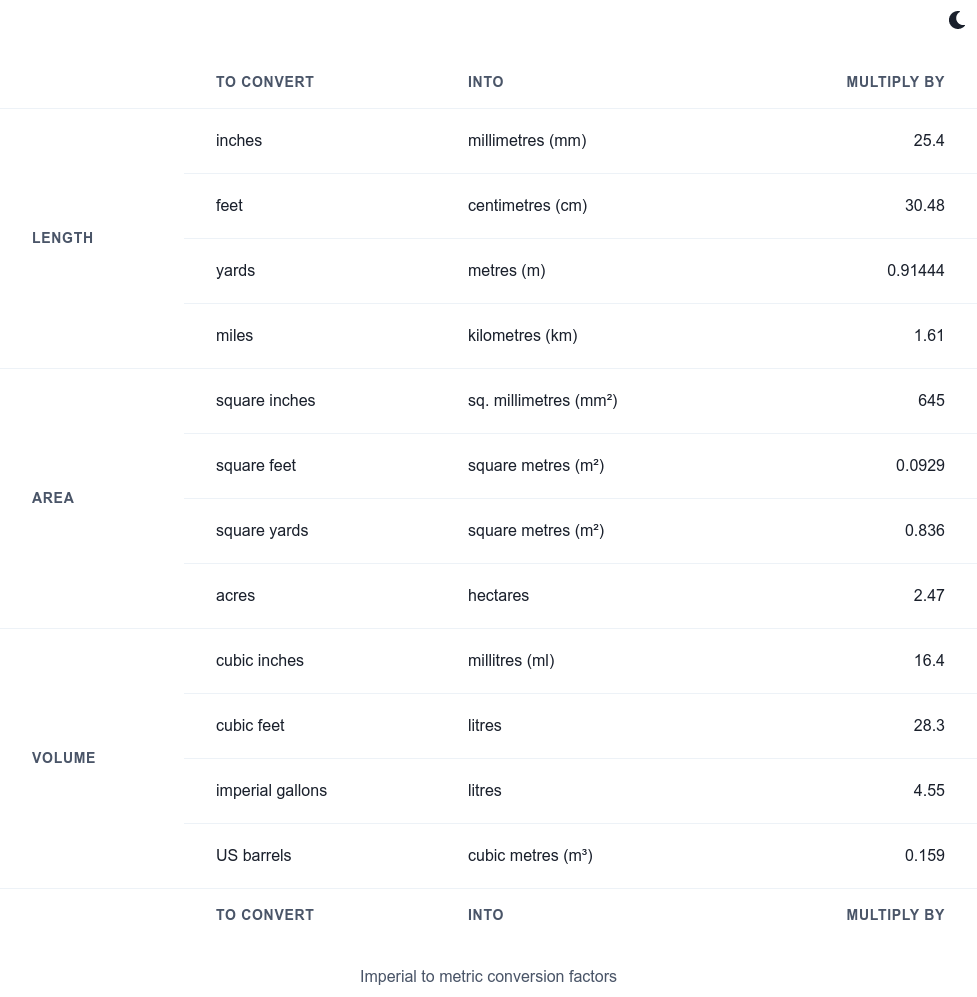 TO CONVERT INTO MULTIPLY BY
LENGTH
inches millimetres (mm) 25.4
feet centimetres (cm) 30.48
yards metres (m) 0.91444
miles kilometres (km) 1.61
AREA
square inches sq. millimetres (mm²) 645
square feet square metres (m²) 0.0929
square yards square metres (m²) 0.836
acres hectares 2.47
VOLUME
cubic inches millitres (ml) 16.4
cubic feet litres 28.3
imperial gallons litres 4.55
US barrels cubic metres (m³) 0.159
TO CONVERT INTO MULTIPLY BY
Imperial to metric conversion factors